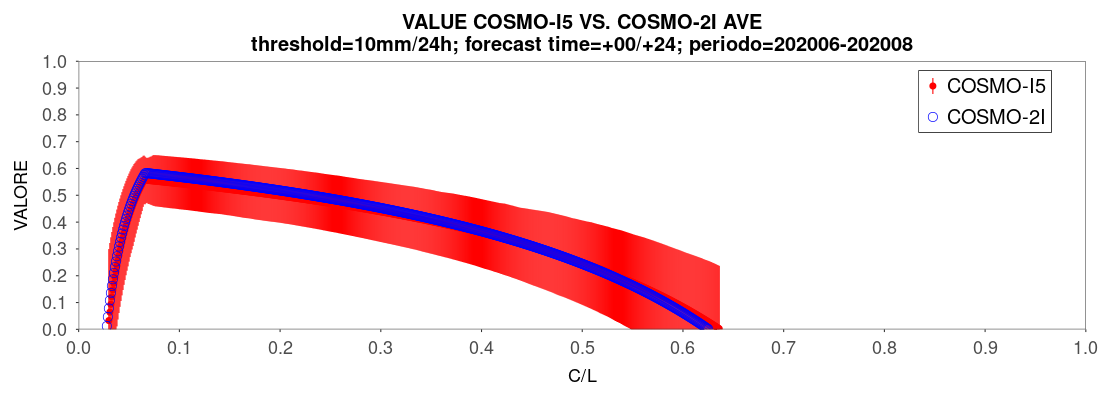 VALUE COSMO-I5 VS. COSMO-2I AVE
threshold=10mm/24h; forecast time=+00/+24; periodo=202006-202008
1.0
0.9
0.8
0.7
0.6
0.5
0.4
0.3
0.2
0.1
0.0
VALORE
COSMO-I5
COSMO-2I
0.0 0.1 0.2 0.3 0.4 0.5 0.6 0.7 0.8 0.9 1.0
C/L